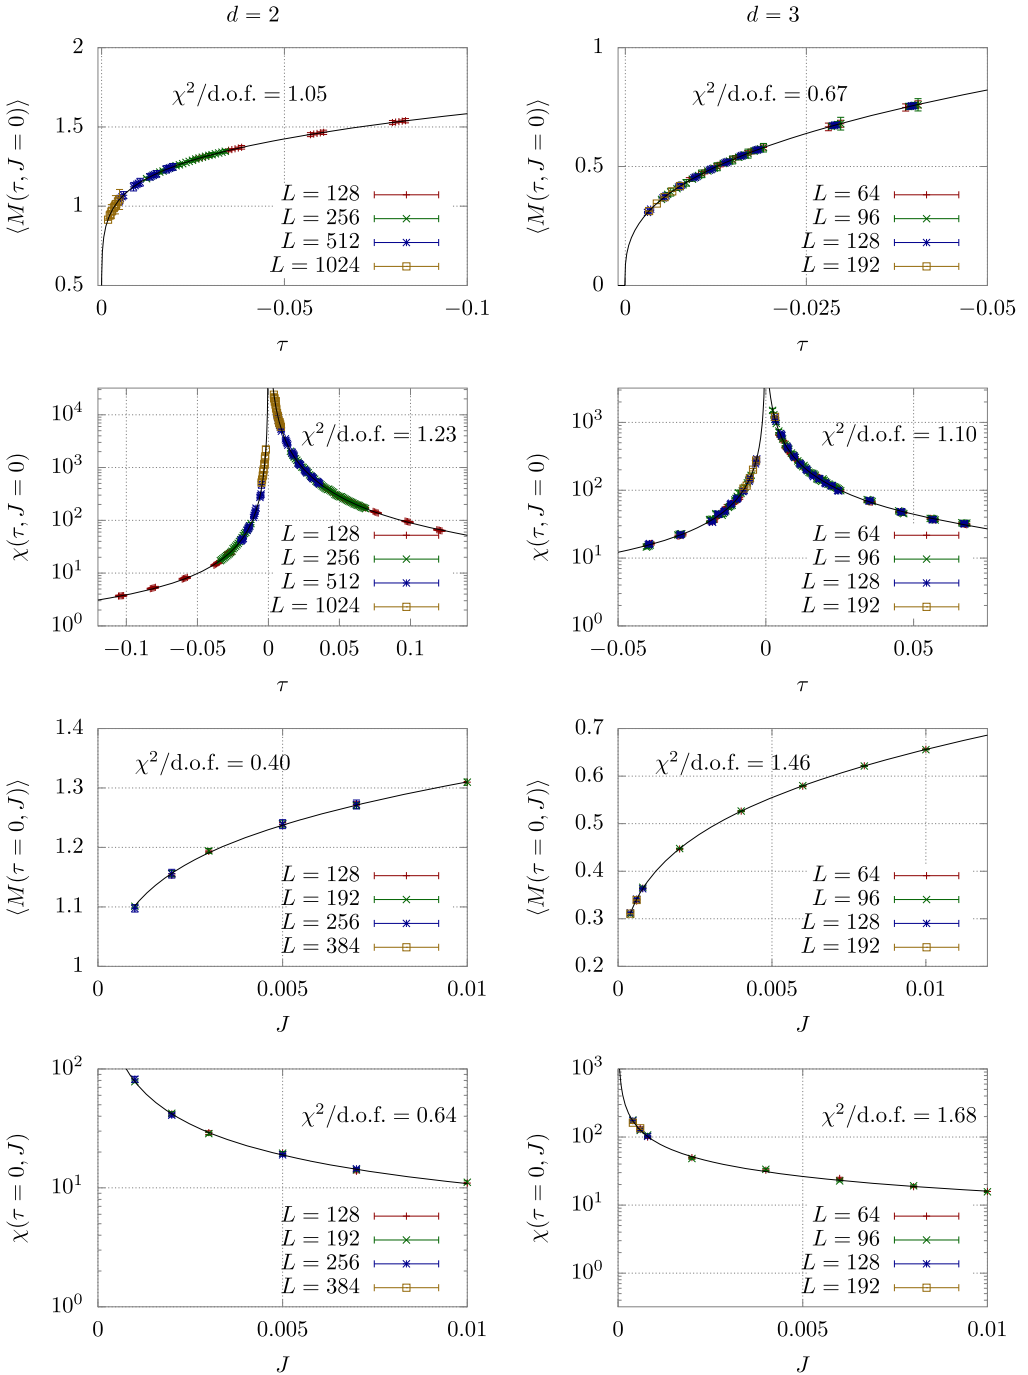 d = 2
d = 3
⟨M(τ, J = 0)⟩
2
1.5
1
0.5
χ²/d.o.f. = 1.05
L = 128
L = 256
L = 512
L = 1024
0
−0.05
−0.1
τ
⟨M(τ, J = 0)⟩
1
0.5
0
χ²/d.o.f. = 0.67
L = 64
L = 96
L = 128
L = 192
0
−0.025
−0.05
τ
χ(τ, J = 0)
10⁴
10³
10²
10¹
10⁰
χ²/d.o.f. = 1.23
L = 128
L = 256
L = 512
L = 1024
−0.1
−0.05
0
0.05
0.1
τ
χ(τ, J = 0)
10³
10²
10¹
10⁰
χ²/d.o.f. = 1.10
L = 64
L = 96
L = 128
L = 192
−0.05
0
0.05
τ
⟨M(τ = 0, J)⟩
1.4
1.3
1.2
1.1
1
χ²/d.o.f. = 0.40
L = 128
L = 192
L = 256
L = 384
0
0.005
0.01
J
⟨M(τ = 0, J)⟩
0.7
0.6
0.5
0.4
0.3
0.2
χ²/d.o.f. = 1.46
L = 64
L = 96
L = 128
L = 192
0
0.005
0.01
J
χ(τ = 0, J)
10²
10¹
10⁰
χ²/d.o.f. = 0.64
L = 128
L = 192
L = 256
L = 384
0
0.005
0.01
J
χ(τ = 0, J)
10³
10²
10¹
10⁰
χ²/d.o.f. = 1.68
L = 64
L = 96
L = 128
L = 192
0
0.005
0.01
J